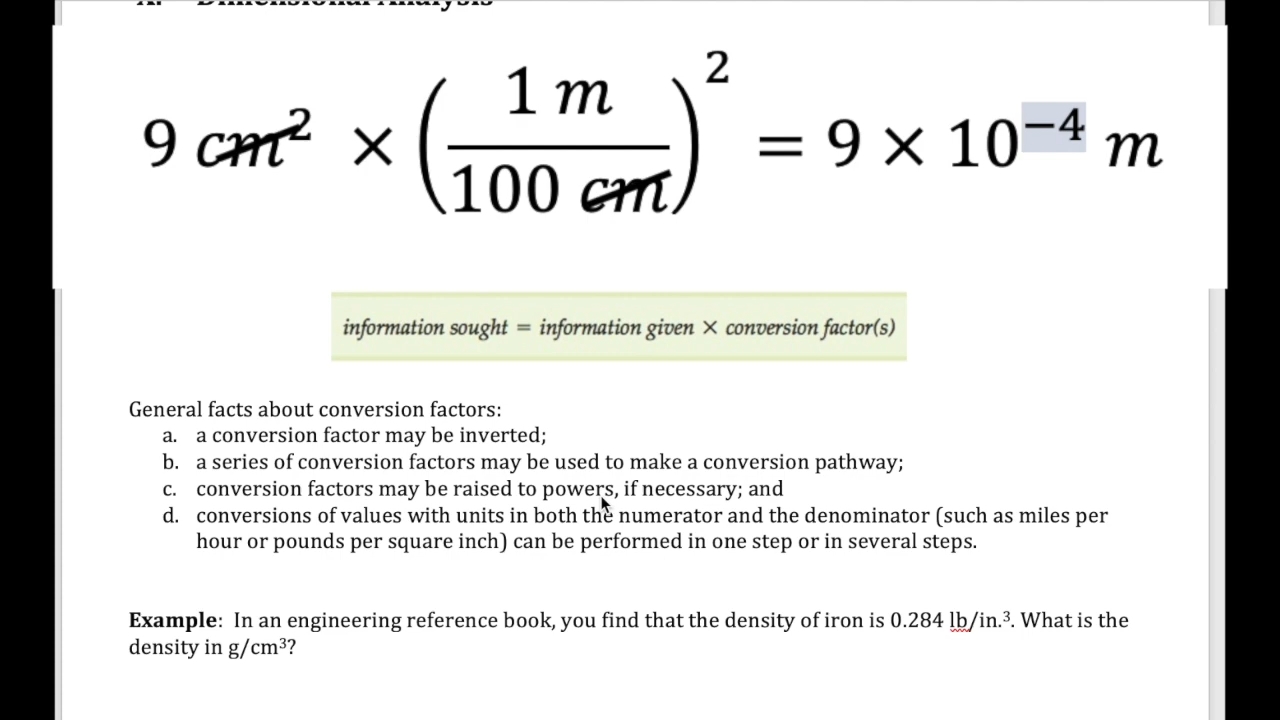 X. Dimensional Analysis
9 cm² × (1 m / 100 cm)² = 9 × 10⁻⁴ m
information sought = information given × conversion factor(s)
General facts about conversion factors:
a. a conversion factor may be inverted;
b. a series of conversion factors may be used to make a conversion pathway;
c. conversion factors may be raised to powers, if necessary; and
d. conversions of values with units in both the numerator and the denominator (such as miles per
hour or pounds per square inch) can be performed in one step or in several steps.
Example: In an engineering reference book, you find that the density of iron is 0.284 lb/in.³. What is the
density in g/cm³?